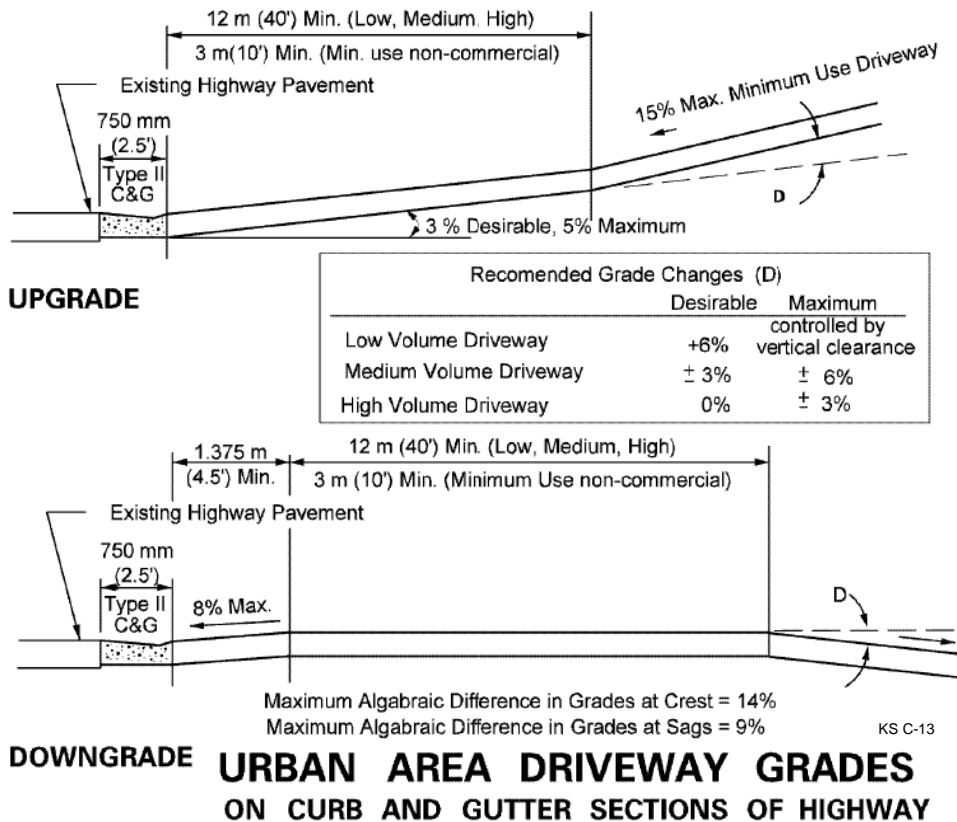 12 m (40') Min. (Low, Medium, High)
3 m(10') Min. (Min. use non-commercial)
Existing Highway Pavement
15% Max. Minimum Use Driveway
750 mm
(2.5')
Type II
C&G
D
3 % Desirable, 5% Maximum
UPGRADE
Recomended Grade Changes (D)
Desirable Maximum
controlled by
Low Volume Driveway +6% vertical clearance
Medium Volume Driveway ± 3% ± 6%
High Volume Driveway 0% ± 3%
1.375 m
(4.5') Min.
12 m (40') Min. (Low, Medium, High)
3 m (10') Min. (Minimum Use non-commercial)
Existing Highway Pavement
750 mm
(2.5')
Type II
C&G
8% Max.
D
Maximum Algabraic Difference in Grades at Crest = 14%
Maximum Algabraic Difference in Grades at Sags = 9%
KS C-13
DOWNGRADE
URBAN AREA DRIVEWAY GRADES
ON CURB AND GUTTER SECTIONS OF HIGHWAY